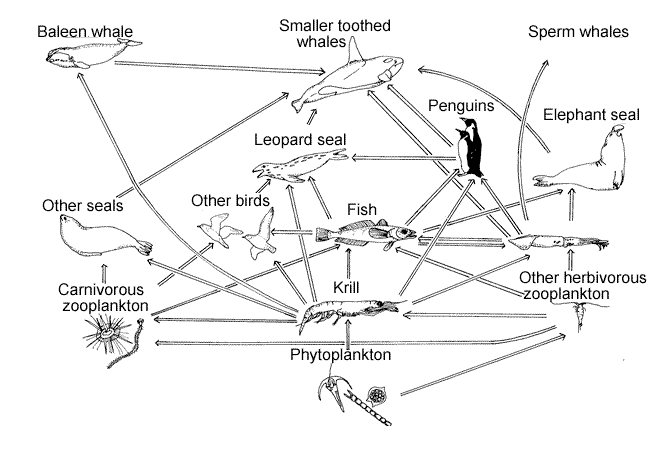 Baleen whale
Smaller toothed
whales
Sperm whales
Penguins
Elephant seal
Leopard seal
Other seals
Other birds
Fish
Carnivorous
zooplankton
Krill
Other herbivorous
zooplankton
Phytoplankton